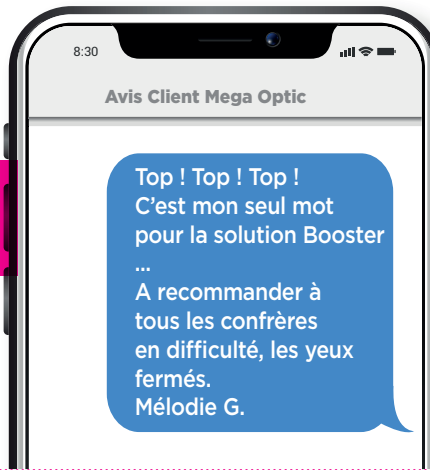 8:30
Avis Client Mega Optic
Top ! Top ! Top !
C’est mon seul mot
pour la solution Booster
...
A recommander à
tous les confrères
en difficulté, les yeux
fermés.
Mélodie G.